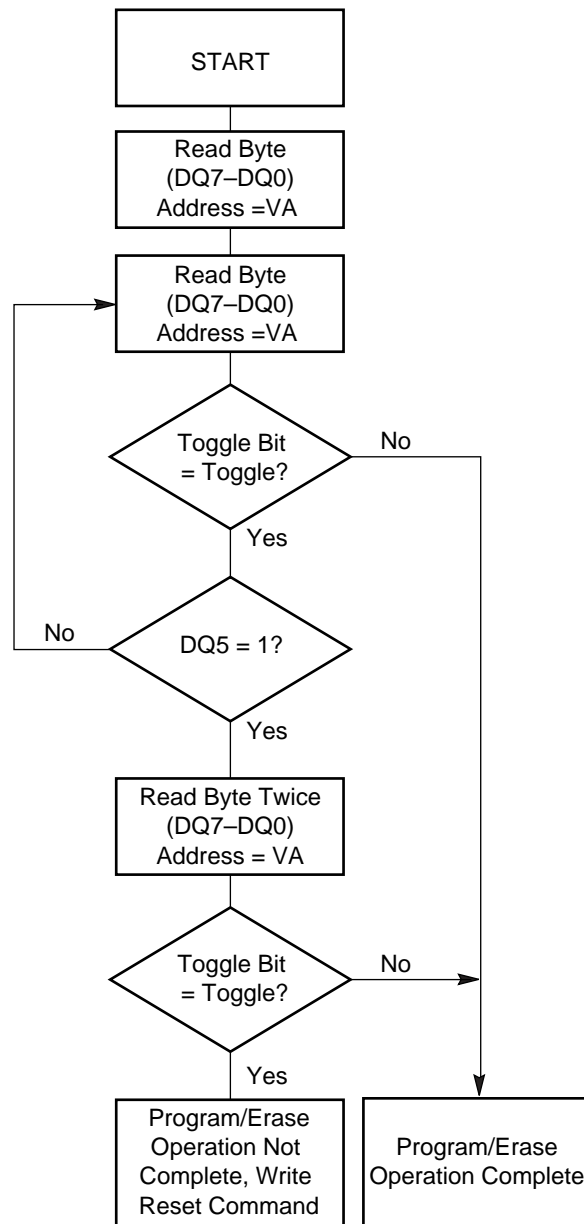 START
Read Byte
(DQ7–DQ0)
Address =VA
Read Byte
(DQ7–DQ0)
Address =VA
Toggle Bit
= Toggle?
No
Yes
No
DQ5 = 1?
Yes
Read Byte Twice
(DQ7–DQ0)
Address = VA
Toggle Bit
= Toggle?
No
Yes
Program/Erase
Operation Not
Complete, Write
Reset Command
Program/Erase
Operation Complete